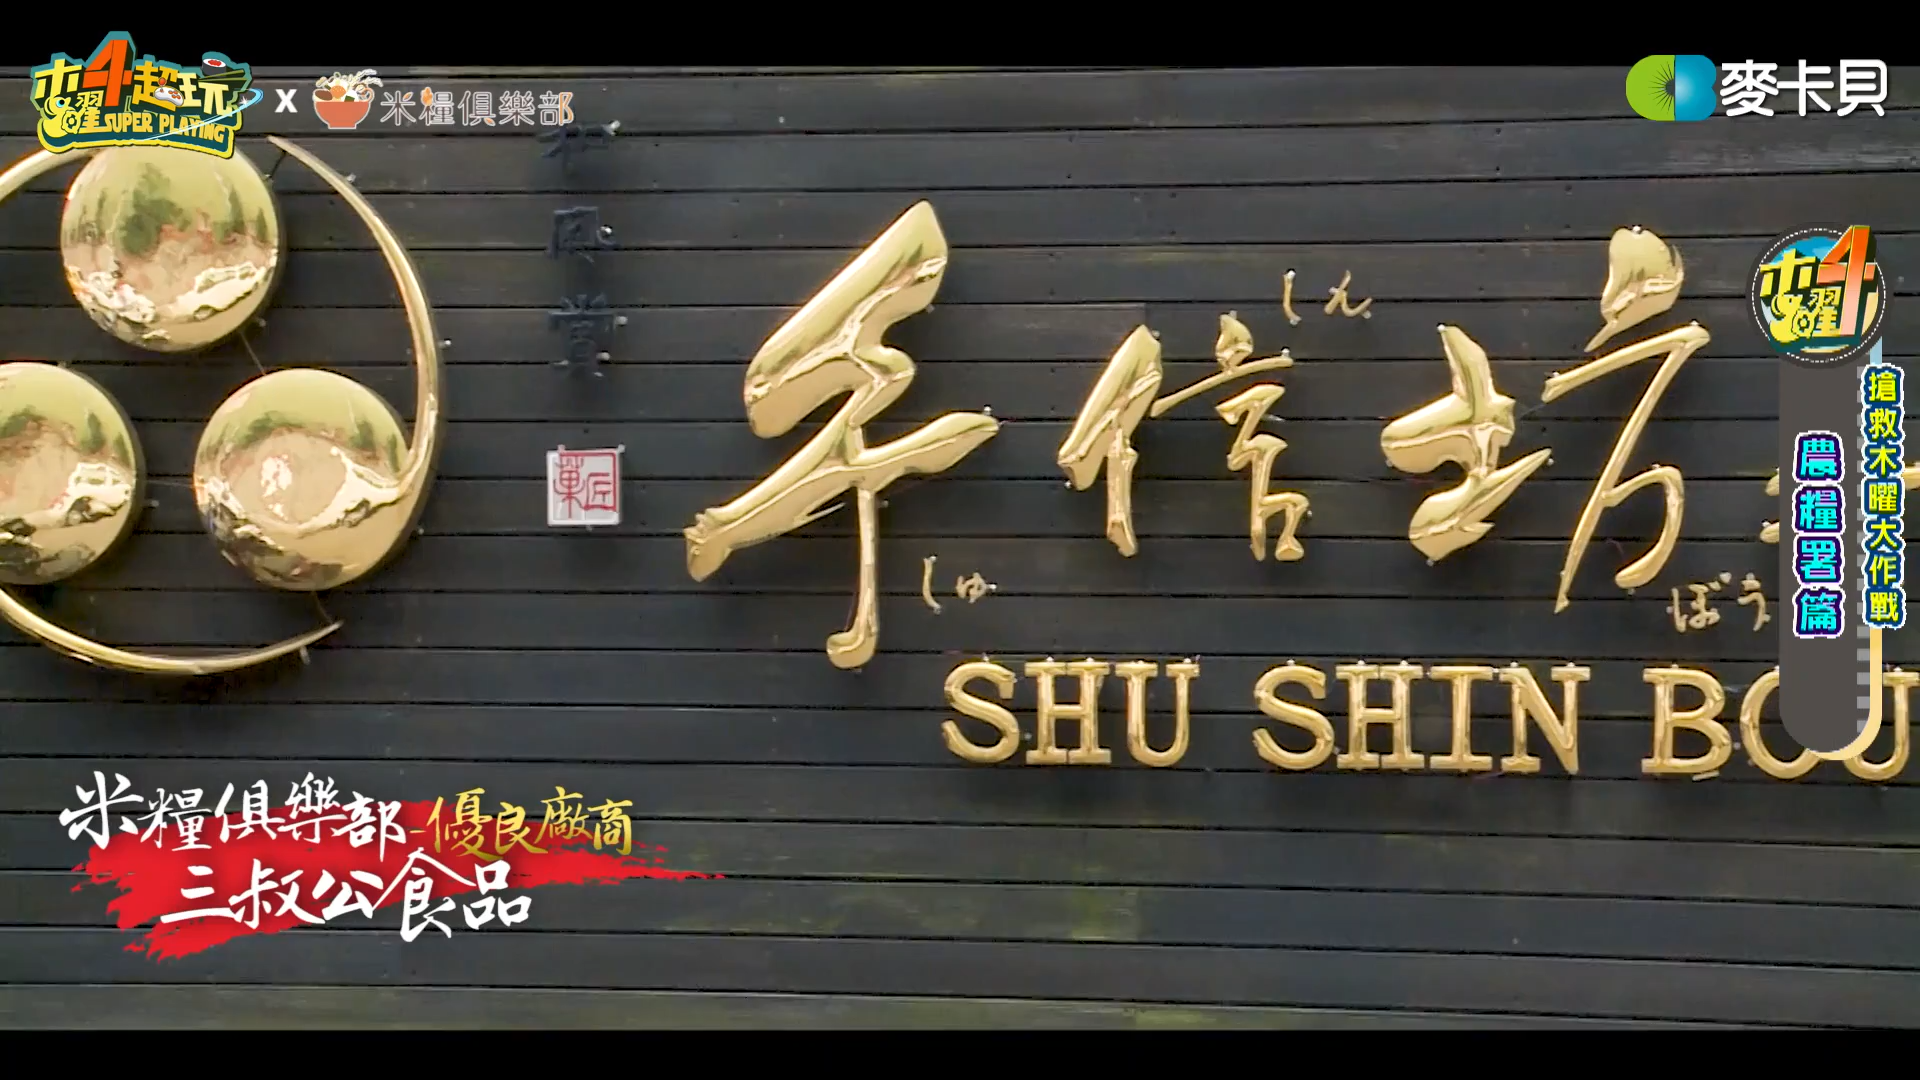 木曜4超玩
SUPER PLAYING
X
米糧俱樂部
麥卡貝
和風堂
菓匠
手信坊
しゅ
しん
ぼう
SHU SHIN BOU
木曜4
搶救木曜大作戰
農糧署篇
米糧俱樂部-優良廠商
三叔公食品